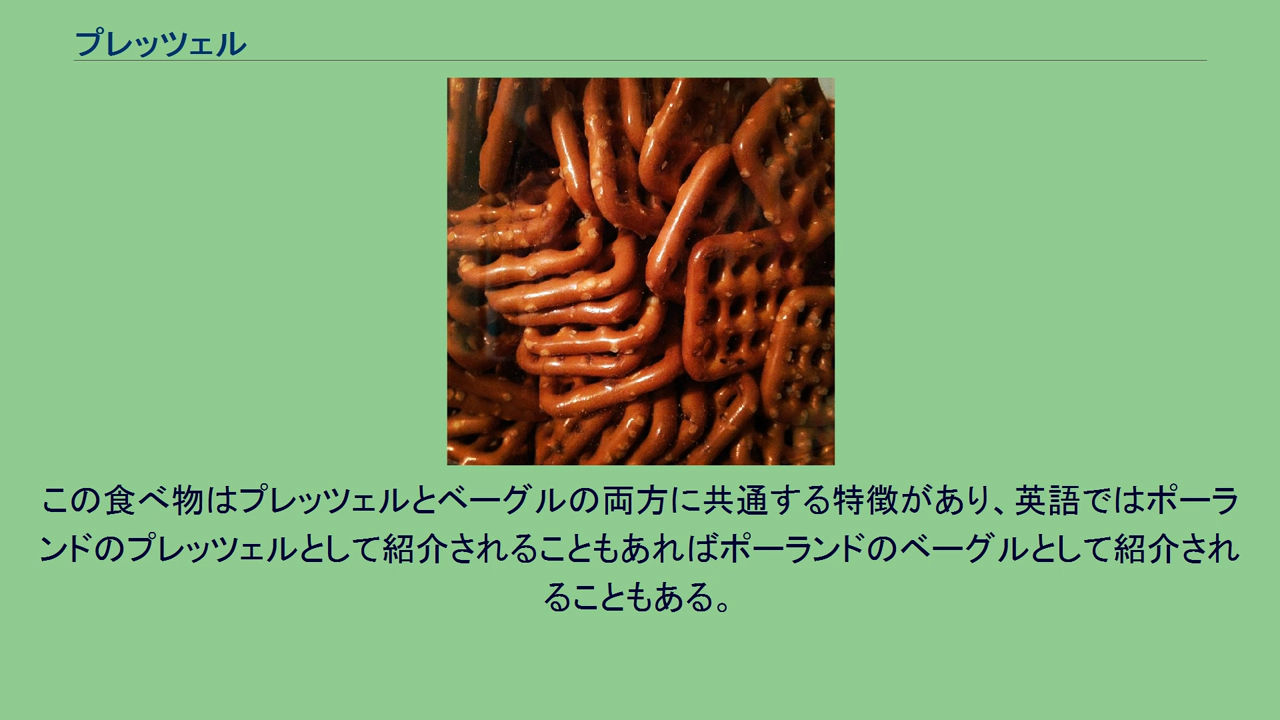 プレッツェル
この食べ物はプレッツェルとベーグルの両方に共通する特徴があり、英語ではポーラ
ンドのプレッツェルとして紹介されることもあればポーランドのベーグルとして紹介され
ることもある。